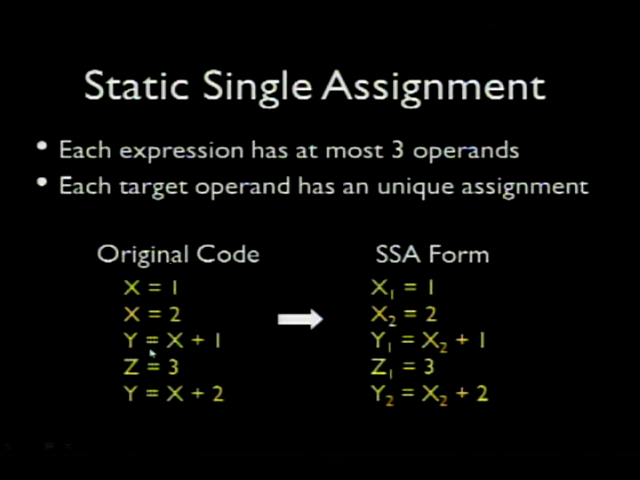 Static Single Assignment
• Each expression has at most 3 operands
• Each target operand has an unique assignment
Original Code
X = 1
X = 2
Y = X + 1
Z = 3
Y = X + 2
SSA Form
X₁ = 1
X₂ = 2
Y₁ = X₂ + 1
Z₁ = 3
Y₂ = X₂ + 2